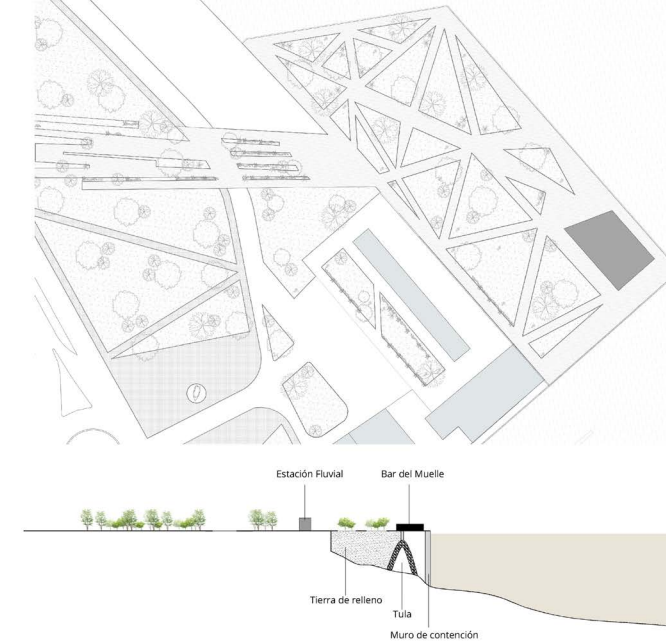 Estación Fluvial
Bar del Muelle
Tierra de relleno
Tula
Muro de contención